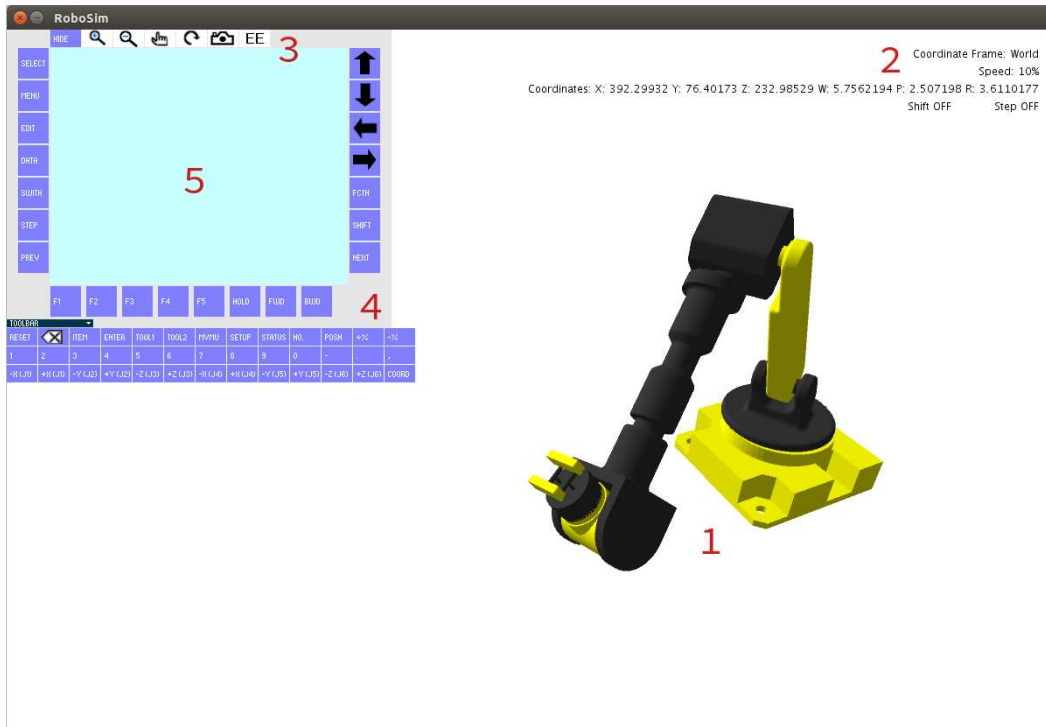 RoboSim
HIDE EE 3
2 Coordinate Frame: World
Speed: 10%
Coordinates: X: 392.29932 Y: 76.40173 Z: 232.98529 W: 5.7562194 P: 2.507198 R: 3.6110177
Shift OFF Step OFF
SELECT
MENU
EDIT
DATA
5
SWITH FCTN
STEP SHIFT
PREV NEXT
F1 F2 F3 F4 F5 HOLD FWD BWD 4
TOOLBAR
RESET ITEM ENTER TOOL1 TOOL2 MVMU SETUP STATUS NO. POSN +% -%
1 2 3 4 5 6 7 8 9 0 - . ,
-X (J1) +X (J1) -Y (J2) +Y (J2) -Z (J3) +Z (J3) -X (J4) +X (J4) -Y (J5) +Y (J5) -Z (J6) +Z (J6) COORD
1